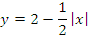 y = 2 − 1/2 |x|